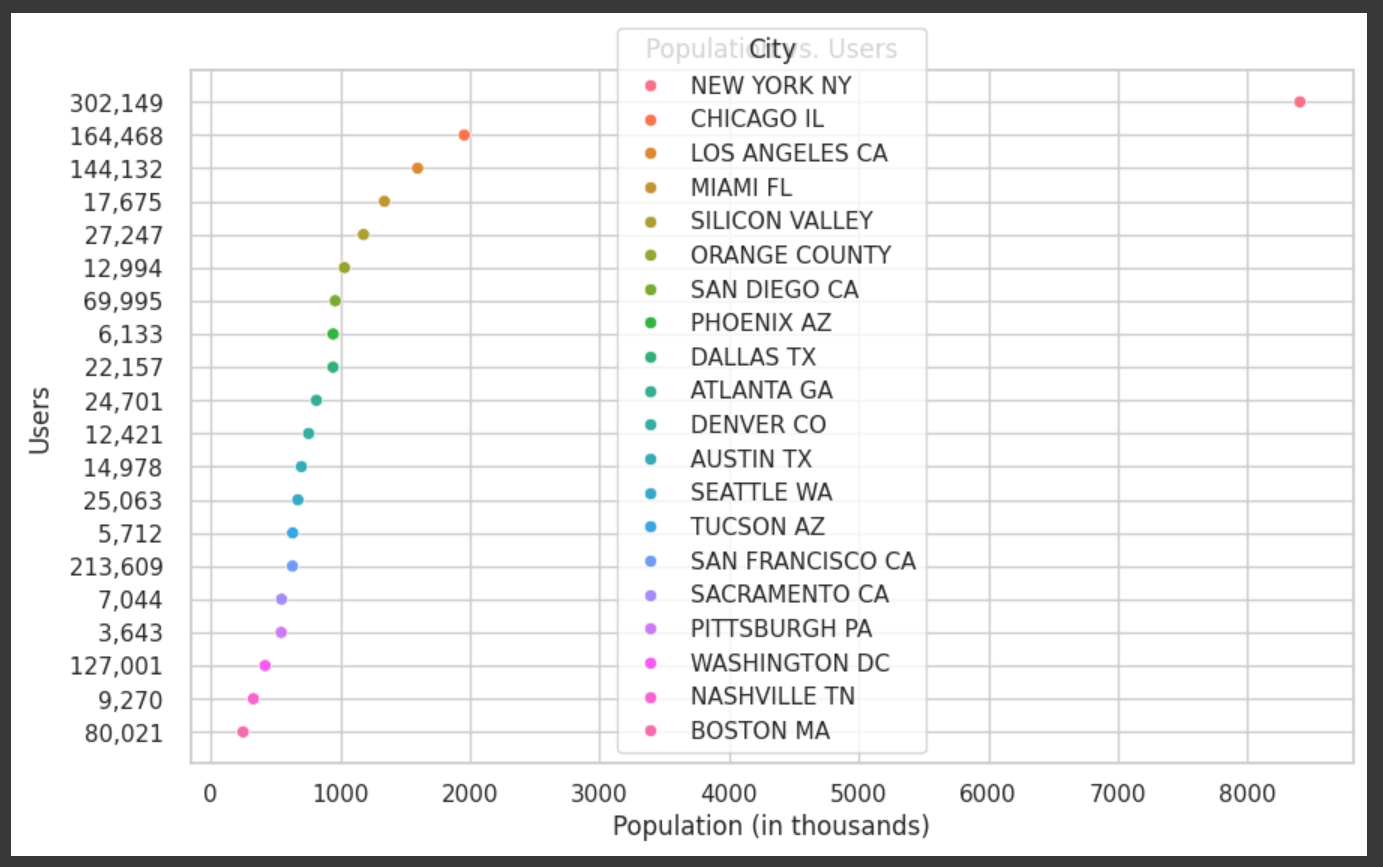 Population vs. Users
City
NEW YORK NY
CHICAGO IL
LOS ANGELES CA
MIAMI FL
SILICON VALLEY
ORANGE COUNTY
SAN DIEGO CA
PHOENIX AZ
DALLAS TX
ATLANTA GA
DENVER CO
AUSTIN TX
SEATTLE WA
TUCSON AZ
SAN FRANCISCO CA
SACRAMENTO CA
PITTSBURGH PA
WASHINGTON DC
NASHVILLE TN
BOSTON MA
Users
302,149
164,468
144,132
17,675
27,247
12,994
69,995
6,133
22,157
24,701
12,421
14,978
25,063
5,712
213,609
7,044
3,643
127,001
9,270
80,021
0 1000 2000 3000 4000 5000 6000 7000 8000
Population (in thousands)